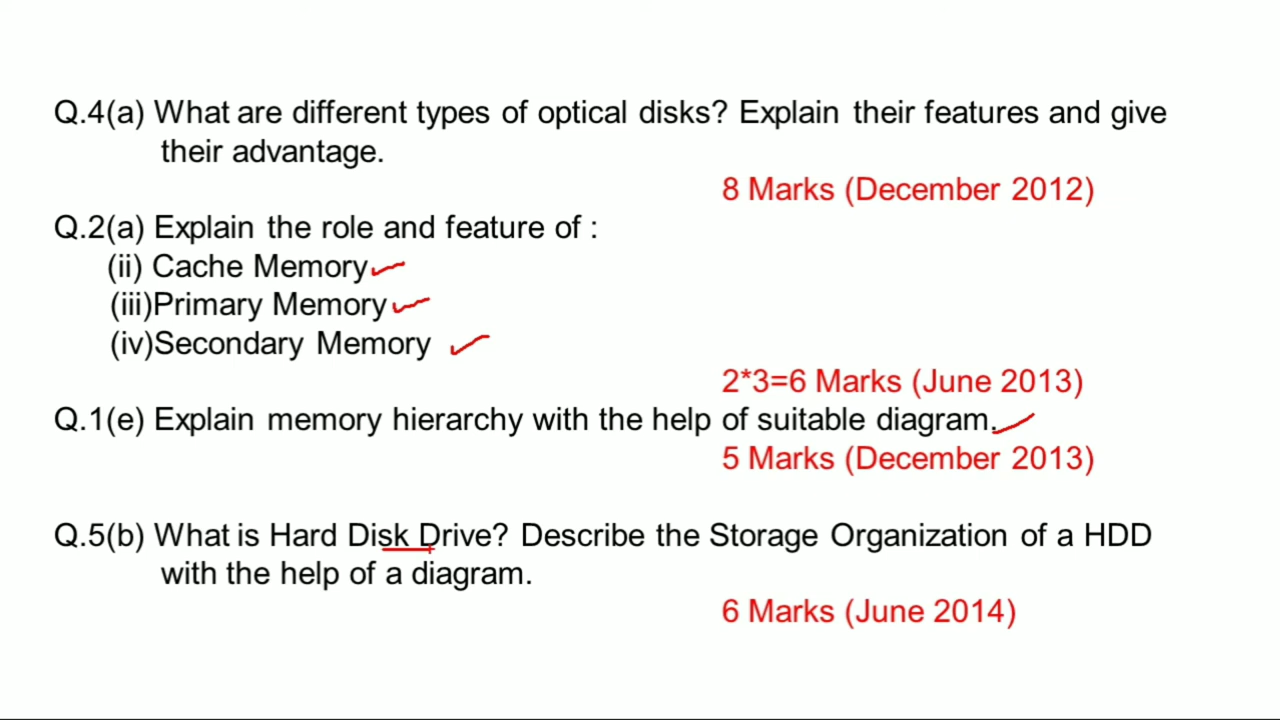 Q.4(a) What are different types of optical disks? Explain their features and give
their advantage.
8 Marks (December 2012)
Q.2(a) Explain the role and feature of :
(ii) Cache Memory
(iii)Primary Memory
(iv)Secondary Memory
2*3=6 Marks (June 2013)
Q.1(e) Explain memory hierarchy with the help of suitable diagram.
5 Marks (December 2013)
Q.5(b) What is Hard Disk Drive? Describe the Storage Organization of a HDD
with the help of a diagram.
6 Marks (June 2014)